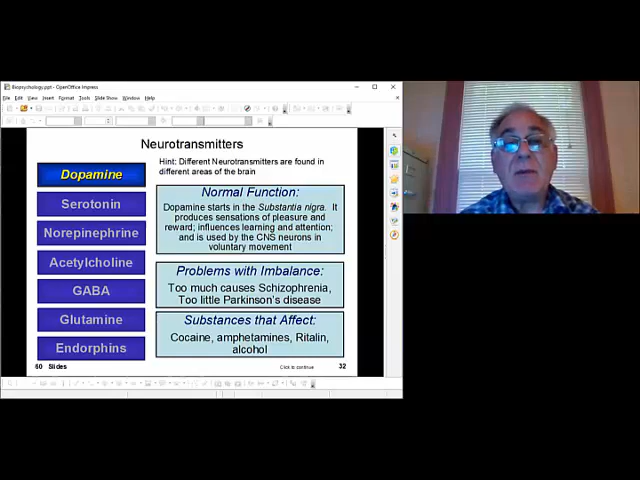 Biopsychology.ppt - OpenOffice Impress
File Edit View Insert Format Tools Slide Show Window Help
Neurotransmitters
Hint: Different Neurotransmitters are found in
different areas of the brain
Dopamine
Serotonin
Norepinephrine
Acetylcholine
GABA
Glutamine
Endorphins
Normal Function:
Dopamine starts in the Substantia nigra. It
produces sensations of pleasure and
reward; influences learning and attention;
and is used by the CNS neurons in
voluntary movement
Problems with Imbalance:
Too much causes Schizophrenia,
Too little Parkinson's disease
Substances that Affect:
Cocaine, amphetamines, Ritalin,
alcohol
60 Slides
Click to continue
32